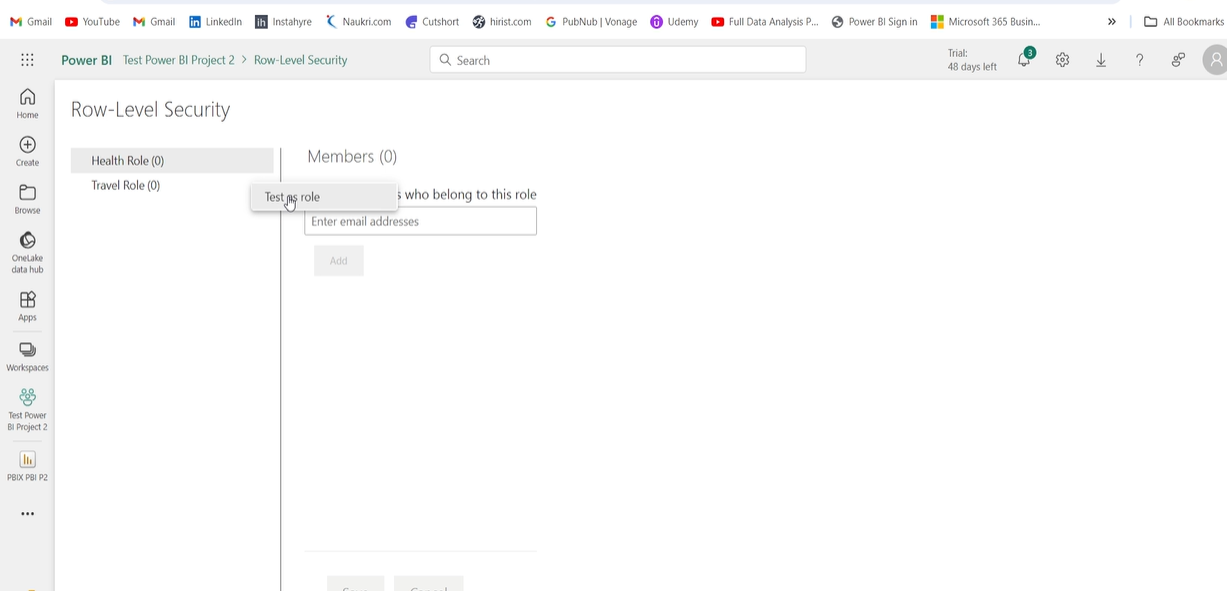 Gmail YouTube Gmail LinkedIn Instahyre Naukri.com Cutshort hirist.com PubNub | Vonage Udemy Full Data Analysis P... Power BI Sign in Microsoft 365 Busin... » All Bookmarks
Power BI Test Power BI Project 2 > Row-Level Security
Search
Trial:
48 days left
3
Home
Create
Browse
OneLake
data hub
Apps
Workspaces
Test Power
BI Project 2
PBIX PBI P2
Row-Level Security
Health Role (0)
Travel Role (0)
Members (0)
Test as role
s who belong to this role
Enter email addresses
Add
Save Cancel